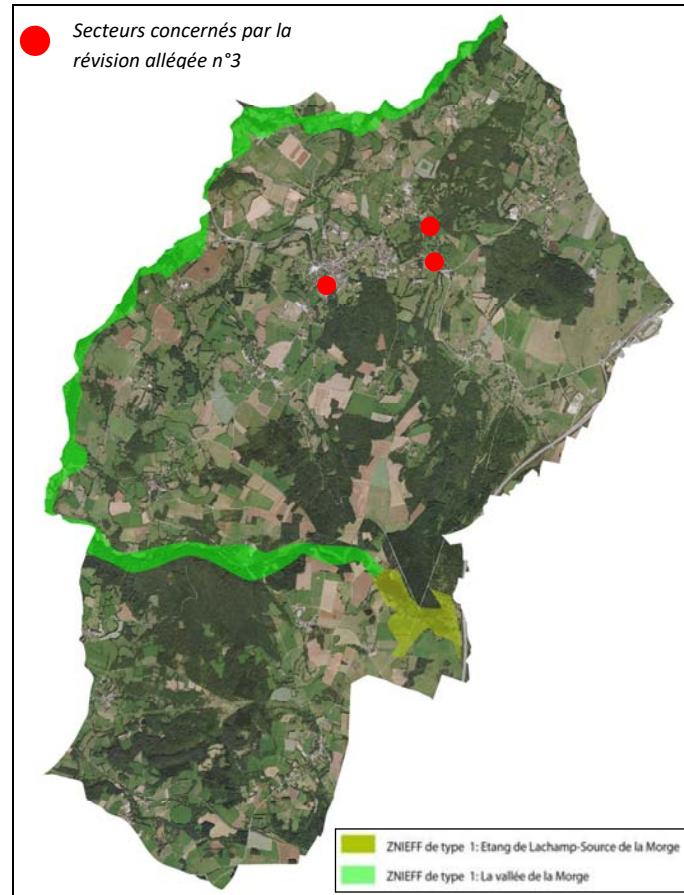 Secteurs concernés par la
révision allégée n°3
ZNIEFF de type 1: Etang de Lachamp-Source de la Morge
ZNIEFF de type 1: La vallée de la Morge